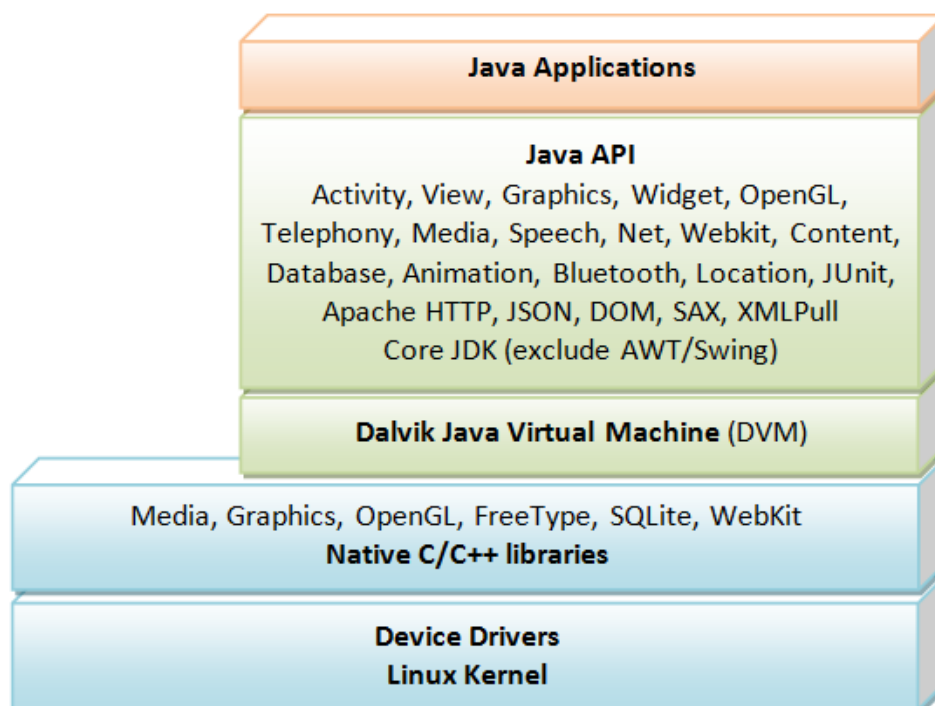 Java Applications
Java API
Activity, View, Graphics, Widget, OpenGL,
Telephony, Media, Speech, Net, Webkit, Content,
Database, Animation, Bluetooth, Location, JUnit,
Apache HTTP, JSON, DOM, SAX, XMLPull
Core JDK (exclude AWT/Swing)
Dalvik Java Virtual Machine (DVM)
Media, Graphics, OpenGL, FreeType, SQLite, WebKit
Native C/C++ libraries
Device Drivers
Linux Kernel